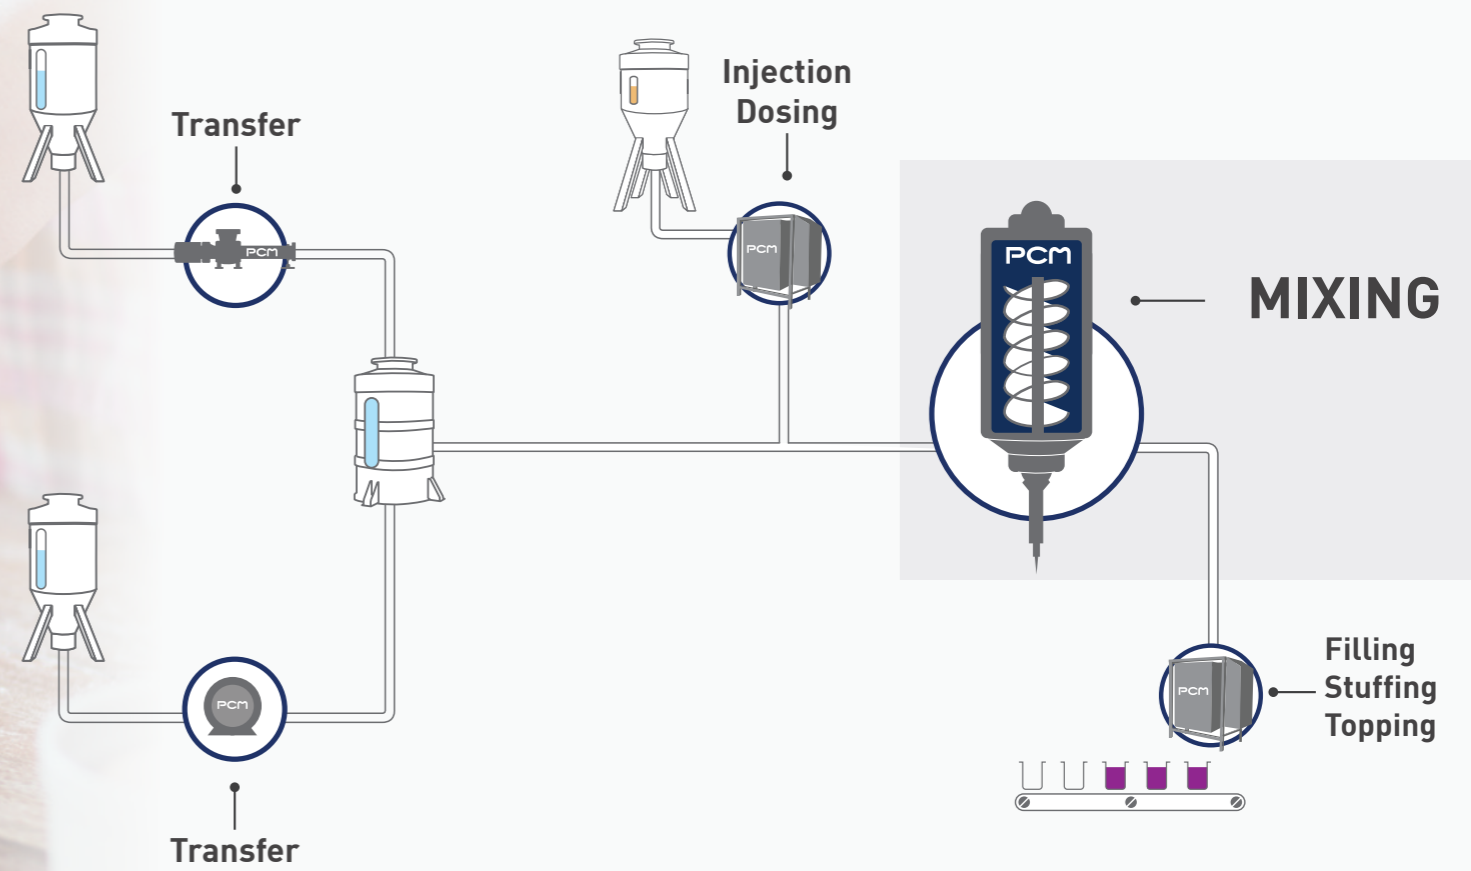 Transfer
PCM
Injection
Dosing
PCM
PCM
MIXING
PCM
Transfer
PCM
Filling
Stuffing
Topping